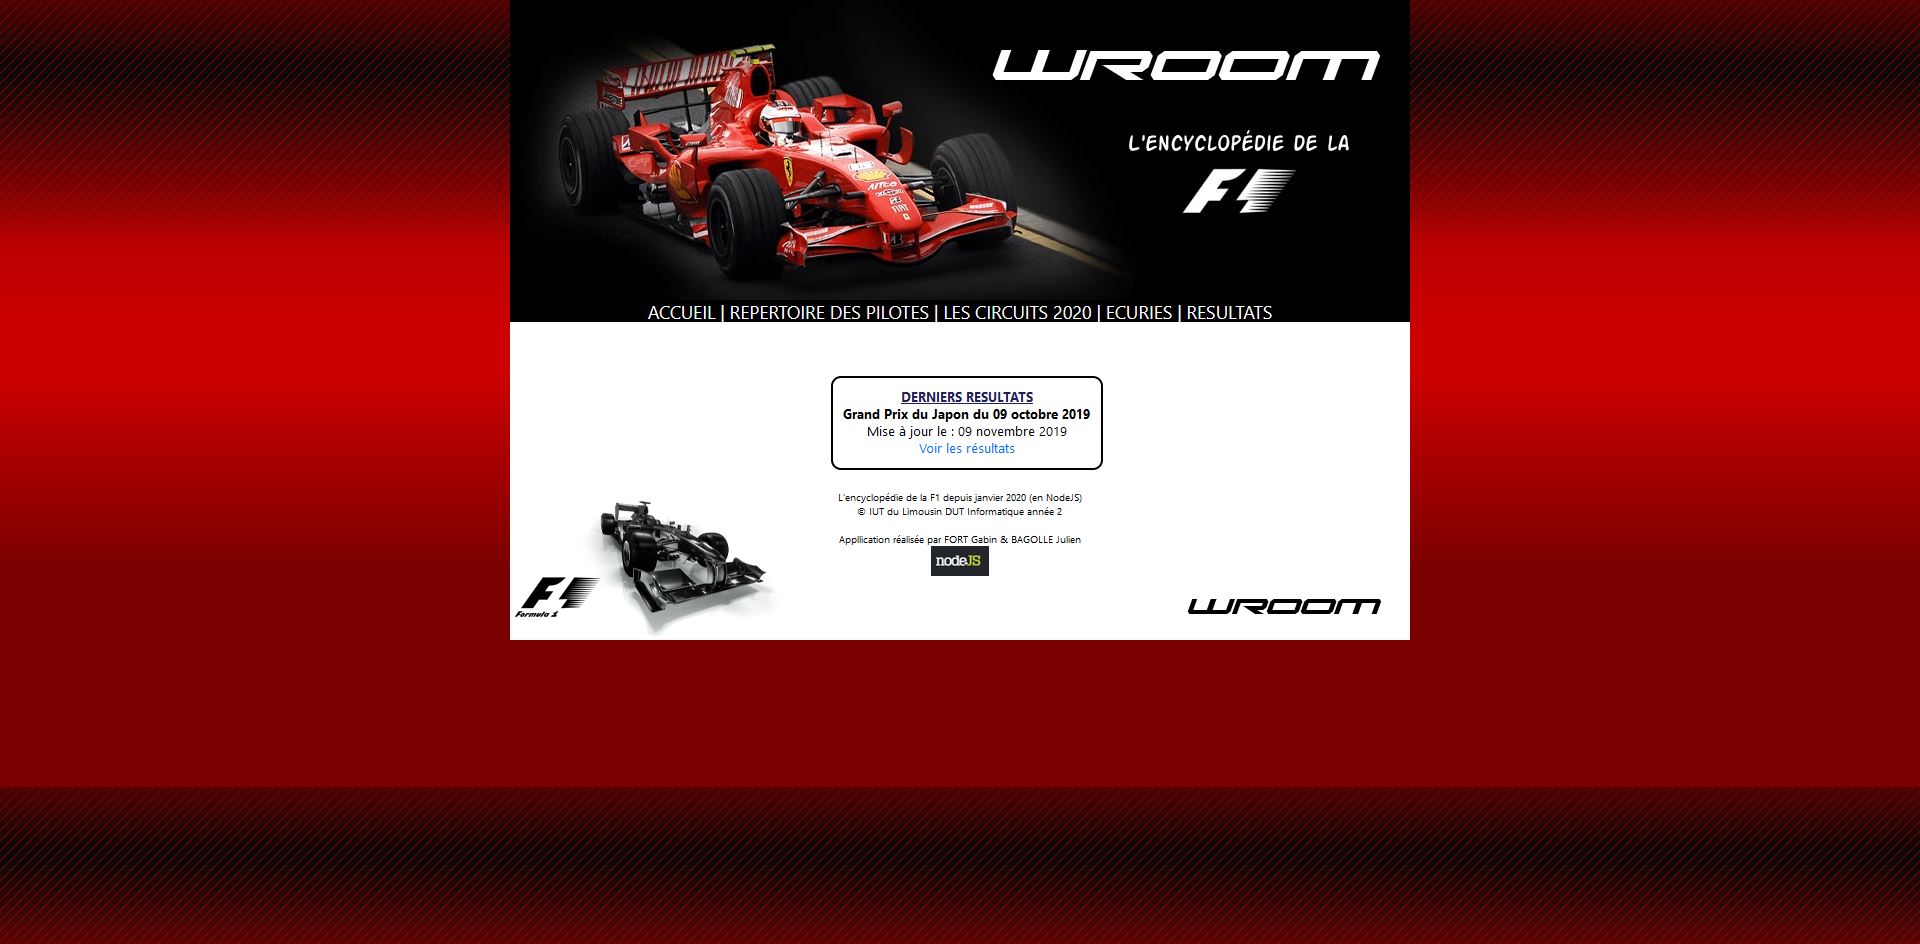 WROOM
L'ENCYCLOPÉDIE DE LA
F1
ACCUEIL | REPERTOIRE DES PILOTES | LES CIRCUITS 2020 | ECURIES | RESULTATS
DERNIERS RESULTATS
Grand Prix du Japon du 09 octobre 2019
Mise à jour le : 09 novembre 2019
Voir les résultats
L'encyclopédie de la F1 depuis janvier 2020 (en NodeJS)
© IUT du Limousin DUT Informatique année 2
Appllication réalisée par FORT Gabin & BAGOLLE Julien
nodeJS
F1
Formula 1
WROOM